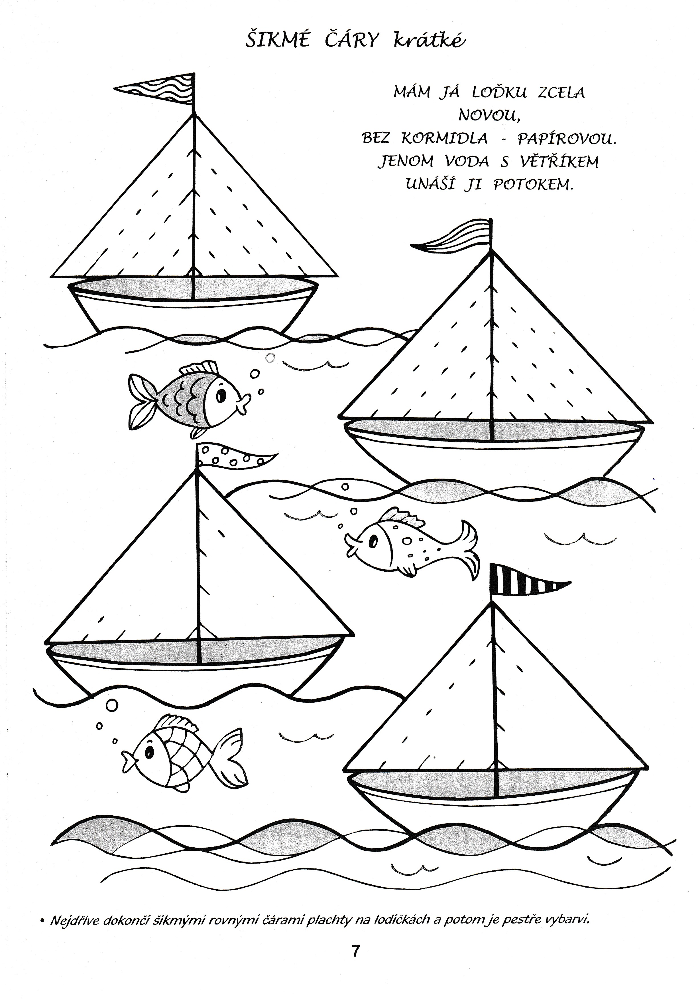 ŠIKMÉ ČÁRY krátké
MÁM JÁ LOĎKU ZCELA
NOVOU,
BEZ KORMIDLA - PAPÍROVOU.
JENOM VODA S VĚTŘÍKEM
UNÁŠÍ JI POTOKEM.
• Nejdříve dokonči šikmými rovnými čárami plachty na lodičkách a potom je pestře vybarvi.
7